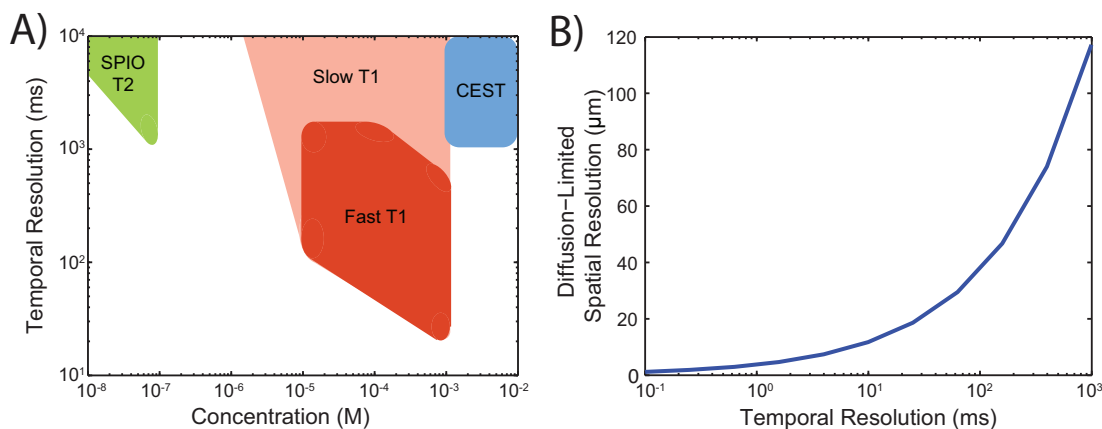 A)
Temporal Resolution (ms)
10^4
10^3
10^2
10^1
SPIO
T2
Slow T1
CEST
Fast T1
10^-8
10^-7
10^-6
10^-5
10^-4
10^-3
10^-2
Concentration (M)
B)
Diffusion−Limited
Spatial Resolution (μm)
120
100
80
60
40
20
0
10^-1
10^0
10^1
10^2
10^3
Temporal Resolution (ms)